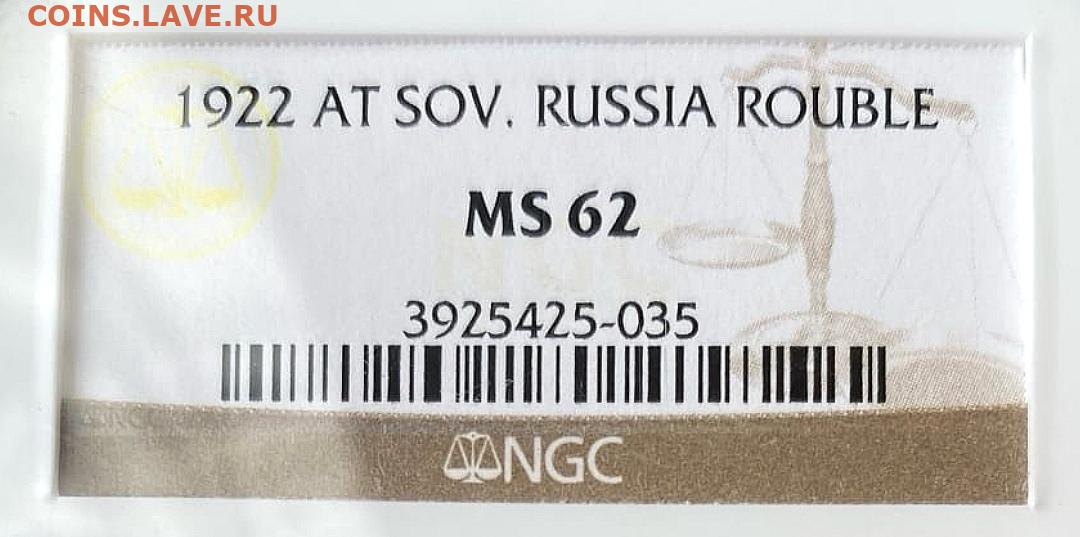 COINS.LAVE.RU
1922 AT SOV. RUSSIA ROUBLE
MS 62
3925425-035
NGC